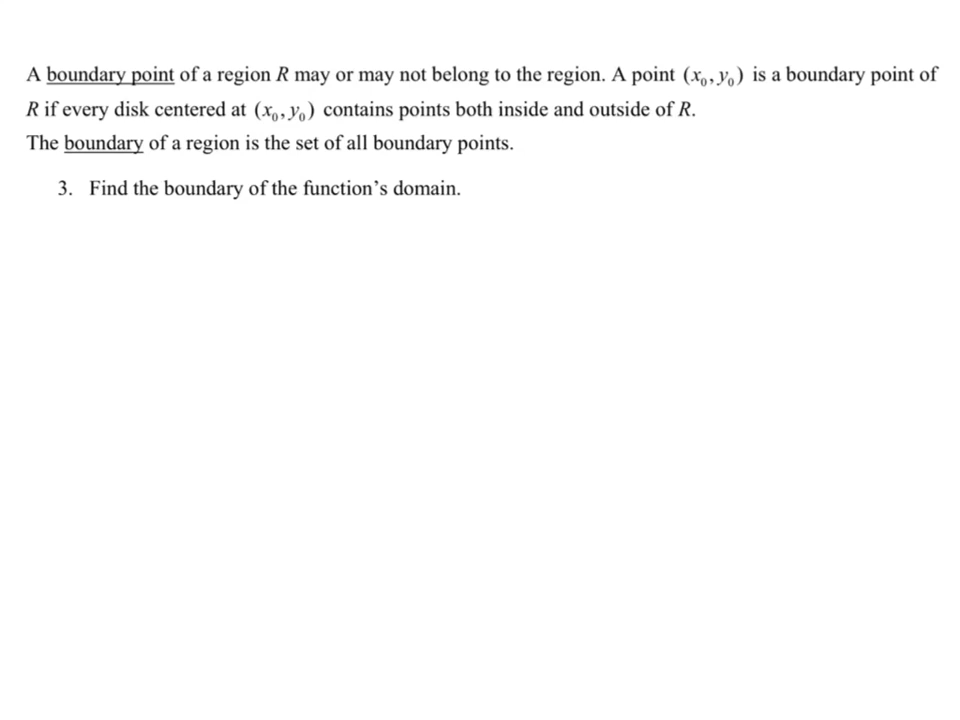 A boundary point of a region R may or may not belong to the region. A point (x₀, y₀) is a boundary point of
R if every disk centered at (x₀, y₀) contains points both inside and outside of R.
The boundary of a region is the set of all boundary points.
3. Find the boundary of the function’s domain.